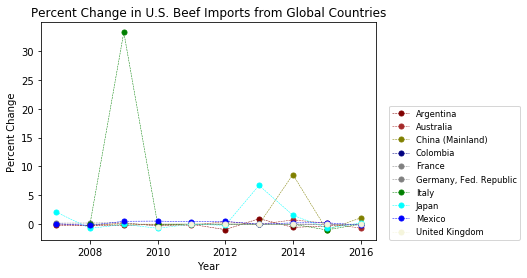 Percent Change in U.S. Beef Imports from Global Countries
Percent Change
30
25
20
15
10
5
0
2008
2010
2012
2014
2016
Year
Argentina
Australia
China (Mainland)
Colombia
France
Germany, Fed. Republic
Italy
Japan
Mexico
United Kingdom